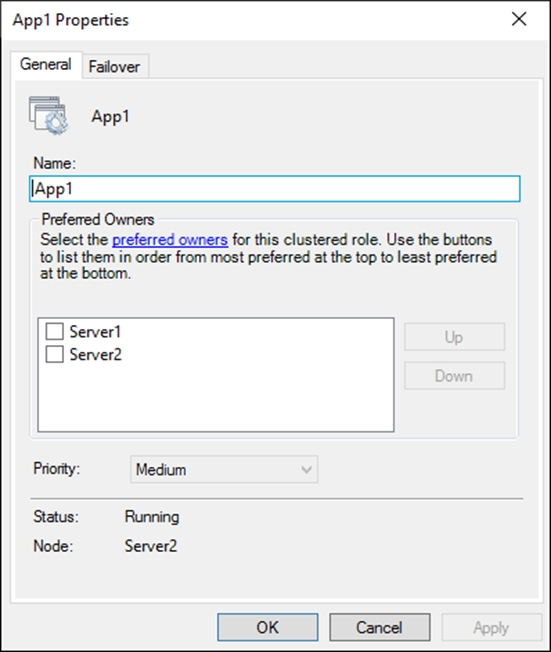 App1 Properties
General
Failover
App1
Name:
App1
Preferred Owners
Select the preferred owners for this clustered role. Use the buttons
to list them in order from most preferred at the top to least preferred
at the bottom.
Server1
Server2
Up
Down
Priority:
Medium
Status:
Running
Node:
Server2
OK
Cancel
Apply